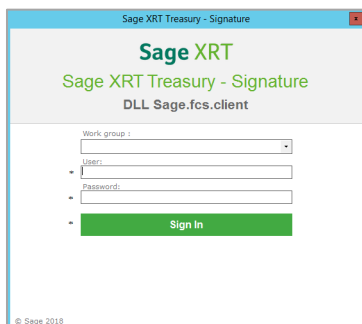 Sage XRT Treasury - Signature
x
Sage XRT
Sage XRT Treasury - Signature
DLL Sage.fcs.client
Work group :
User:
*
Password:
*
*
Sign In
© Sage 2018